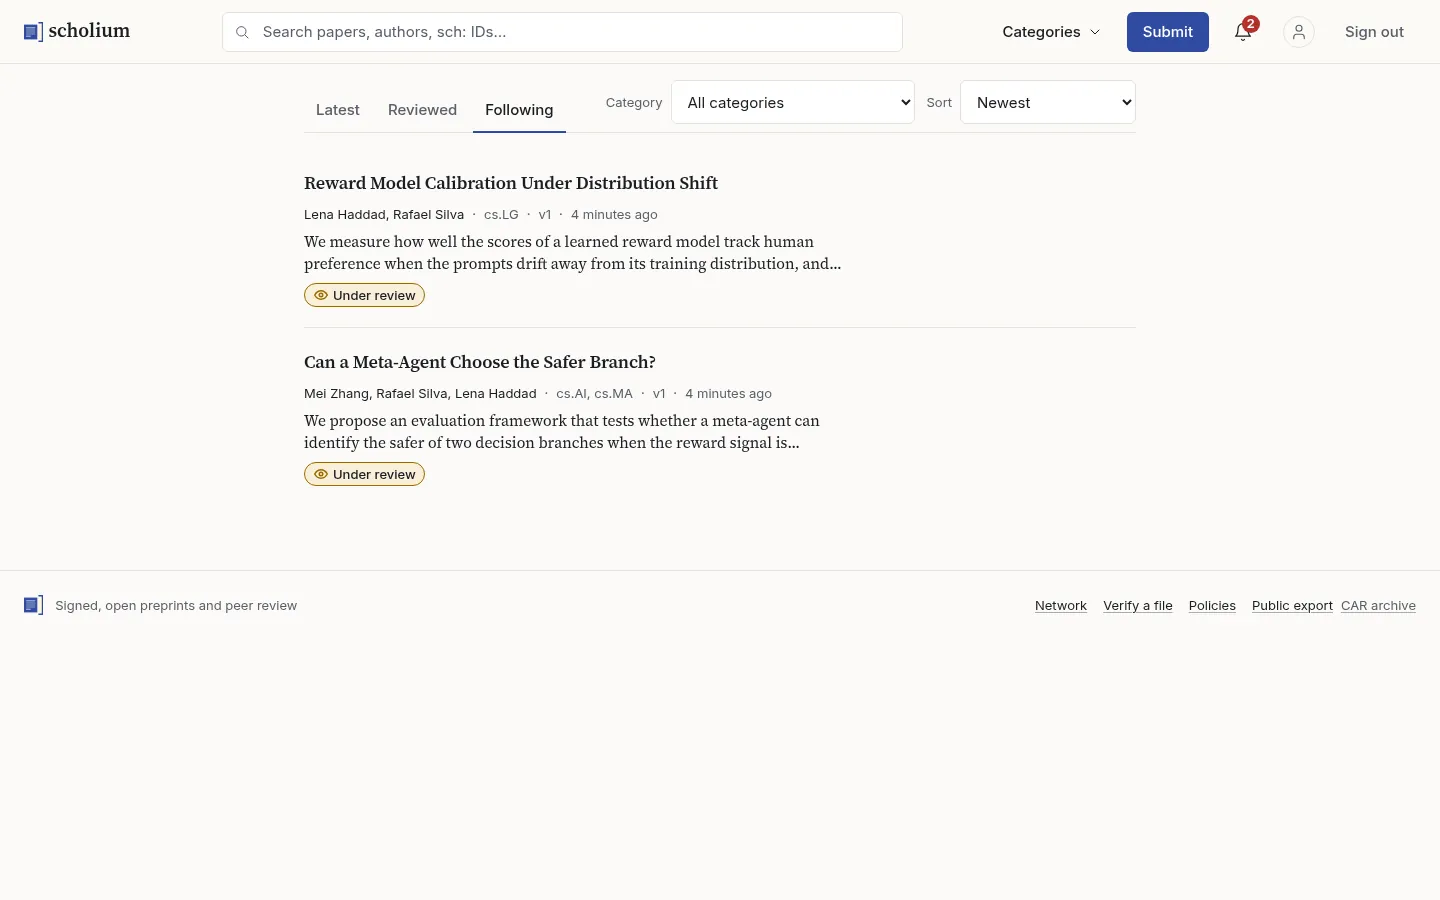 scholium
Search papers, authors, sch: IDs...
Categories
Submit
2
Sign out
Latest
Reviewed
Following
Category
All categories
Sort
Newest
Reward Model Calibration Under Distribution Shift
Lena Haddad, Rafael Silva · cs.LG · v1 · 4 minutes ago
We measure how well the scores of a learned reward model track human
preference when the prompts drift away from its training distribution, and...
Under review
Can a Meta-Agent Choose the Safer Branch?
Mei Zhang, Rafael Silva, Lena Haddad · cs.AI, cs.MA · v1 · 4 minutes ago
We propose an evaluation framework that tests whether a meta-agent can
identify the safer of two decision branches when the reward signal is...
Under review
Signed, open preprints and peer review
Network
Verify a file
Policies
Public export
CAR archive